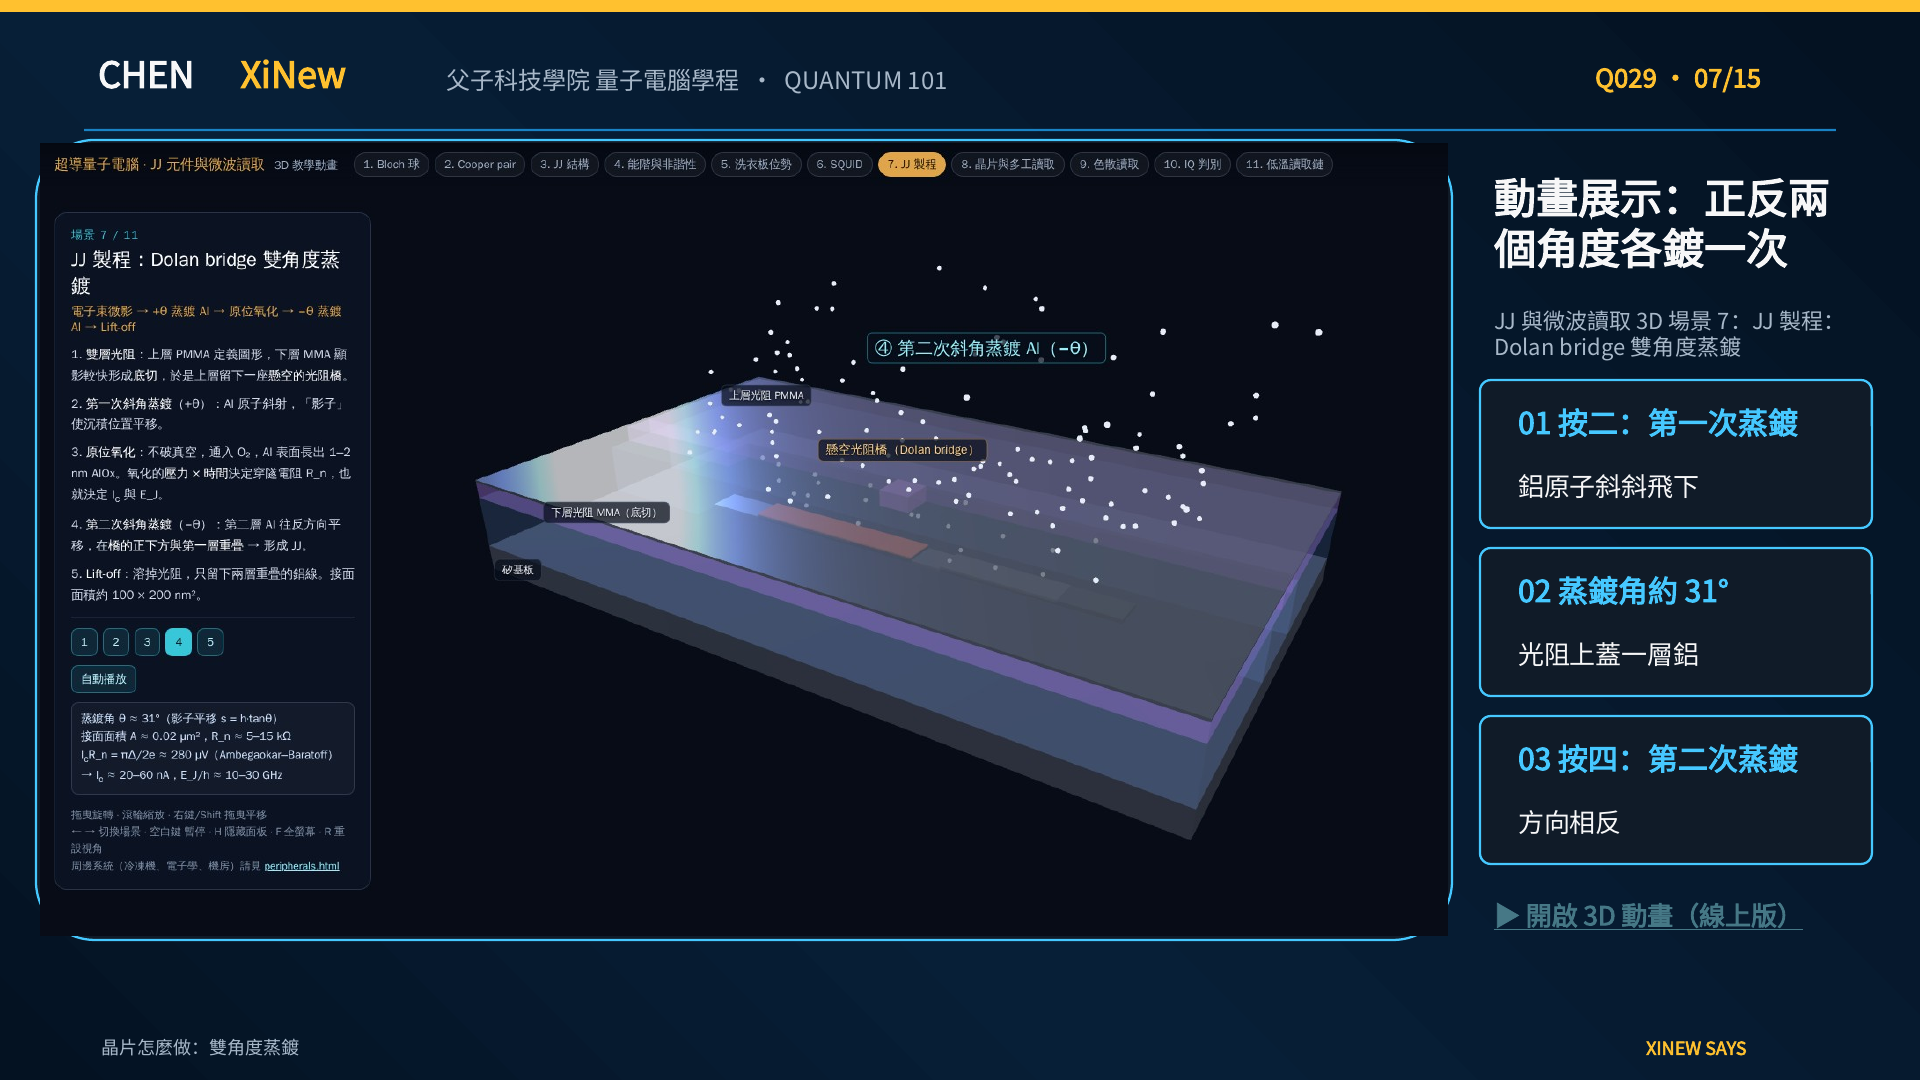 CHEN XiNew 父子科技學院 量子電腦學程 · QUANTUM 101 Q029 · 07/15
超導量子電腦 · JJ 元件與微波讀取 3D 教學動畫 1. Bloch 球 2. Cooper pair 3. JJ 結構 4. 能階與非諧性 5. 洗衣板位勢 6. SQUID 7. JJ 製程 8. 晶片與多工讀取 9. 色散讀取 10. IQ 判別 11. 低溫讀取鏈
場景 7 / 11
JJ 製程：Dolan bridge 雙角度蒸
鍍
電子束微影 → +θ 蒸鍍 Al → 原位氧化 → −θ 蒸鍍
Al → Lift-off
1. 雙層光阻：上層 PMMA 定義圖形，下層 MMA 顯
影較快形成底切，於是上層留下一座懸空的光阻橋。
2. 第一次斜角蒸鍍（+θ）：Al 原子斜射，「影子」
使沉積位置平移。
3. 原位氧化：不破真空，通入 O₂，Al 表面長出 1–2
nm AlOx。氧化的壓力 × 時間決定穿隧電阻 R_n，也
就決定 I_c 與 E_J。
4. 第二次斜角蒸鍍（−θ）：第二層 Al 往反方向平
移，在橋的正下方與第一層重疊 → 形成 JJ。
5. Lift-off：溶掉光阻，只留下兩層重疊的鋁線。接面
面積約 100 × 200 nm²。
1 2 3 4 5
自動播放
蒸鍍角 θ ≈ 31°（影子平移 s = h·tanθ）
接面面積 A ≈ 0.02 μm²，R_n ≈ 5–15 kΩ
I_cR_n = πΔ/2e ≈ 280 μV（Ambegaokar–Baratoff）
→ I_c ≈ 20–60 nA，E_J/h ≈ 10–30 GHz
拖曳旋轉 · 滾輪縮放 · 右鍵/Shift 拖曳平移
← → 切換場景 · 空白鍵 暫停 · H 隱藏面板 · F 全螢幕 · R 重
設視角
周邊系統（冷凍機、電子學、機房）請見 peripherals.html
④ 第二次斜角蒸鍍 Al（−θ）
上層光阻 PMMA
懸空光阻橋（Dolan bridge）
下層光阻 MMA（底切）
矽基板
動畫展示：正反兩
個角度各鍍一次
JJ 與微波讀取 3D 場景 7：JJ 製程：
Dolan bridge 雙角度蒸鍍
01 按二：第一次蒸鍍
鋁原子斜斜飛下
02 蒸鍍角約 31°
光阻上蓋一層鋁
03 按四：第二次蒸鍍
方向相反
▶ 開啟 3D 動畫（線上版）
晶片怎麼做：雙角度蒸鍍
XINEW SAYS